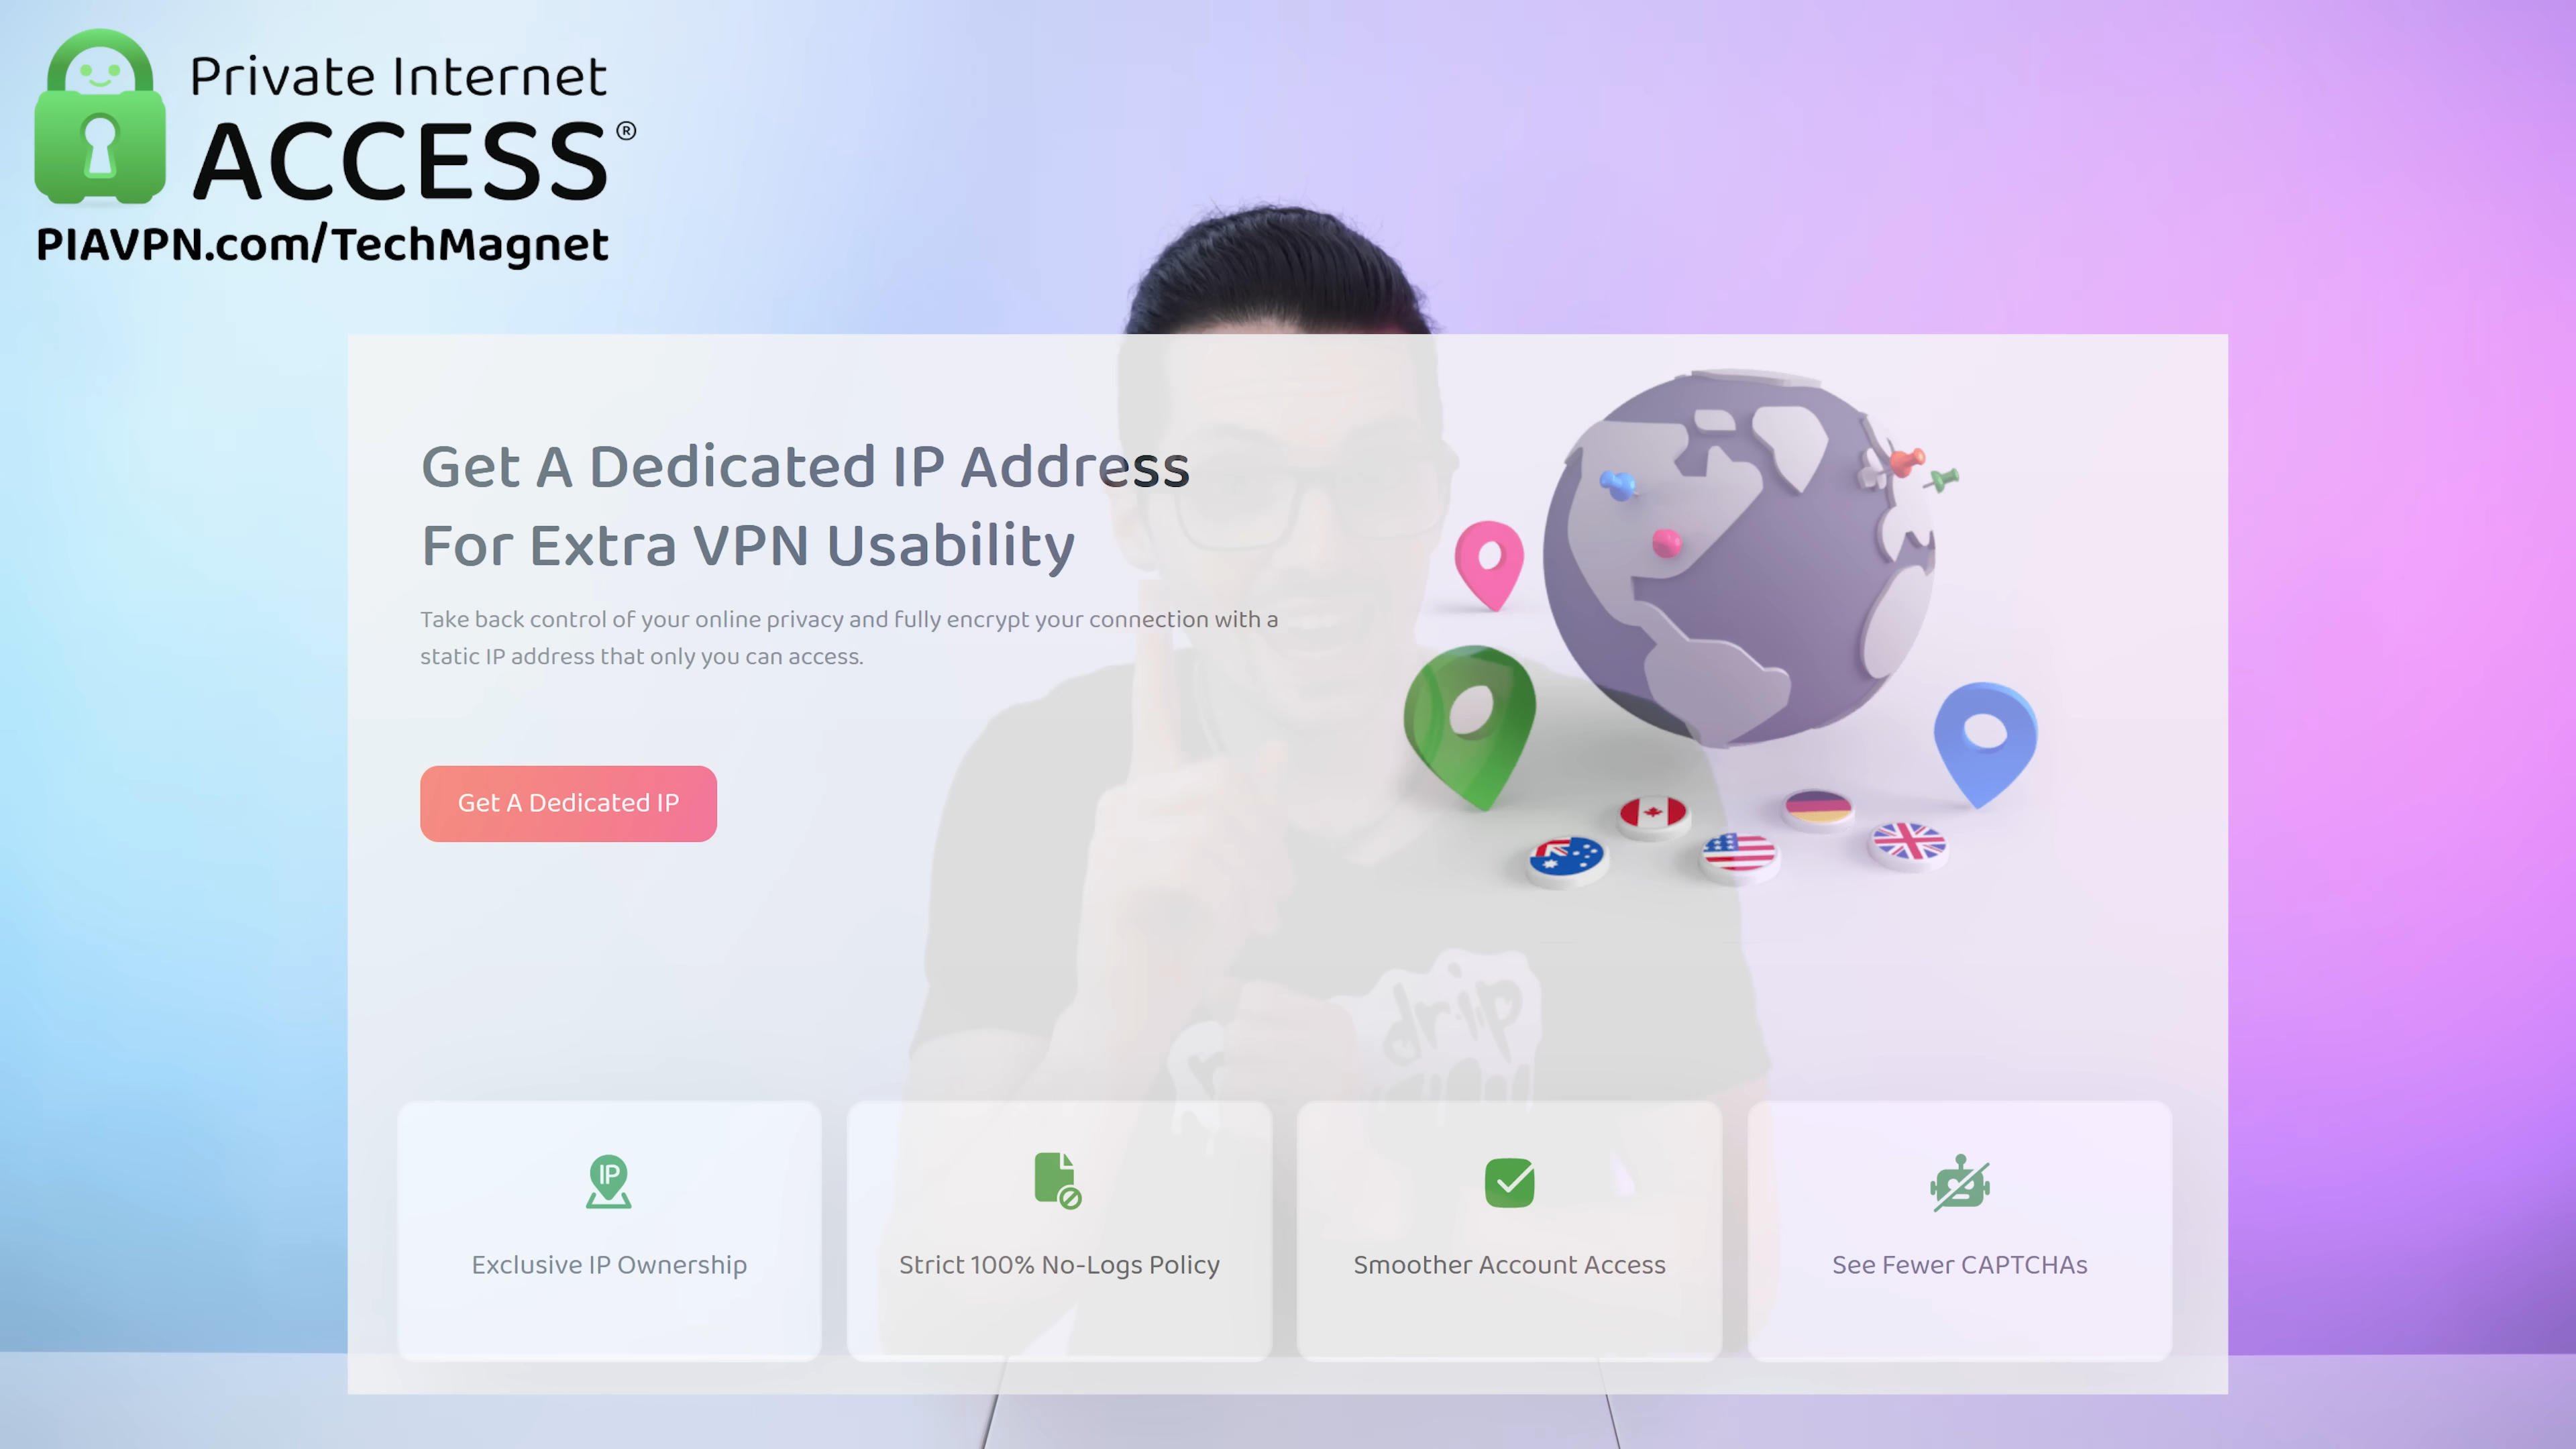 Private Internet
ACCESS®
PIAVPN.com/TechMagnet
Get A Dedicated IP Address
For Extra VPN Usability
Take back control of your online privacy and fully encrypt your connection with a
static IP address that only you can access.
Get A Dedicated IP
drip
IP
Exclusive IP Ownership
Strict 100% No-Logs Policy
Smoother Account Access
See Fewer CAPTCHAs